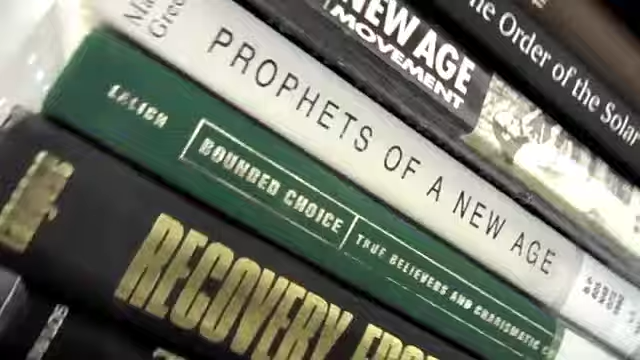 The Order of the Solar
NEW AGE
MOVEMENT
PROPHETS OF A NEW AGE
LALICH
BOUNDED CHOICE
TRUE BELIEVERS AND CHARISMATIC
RECOVERY